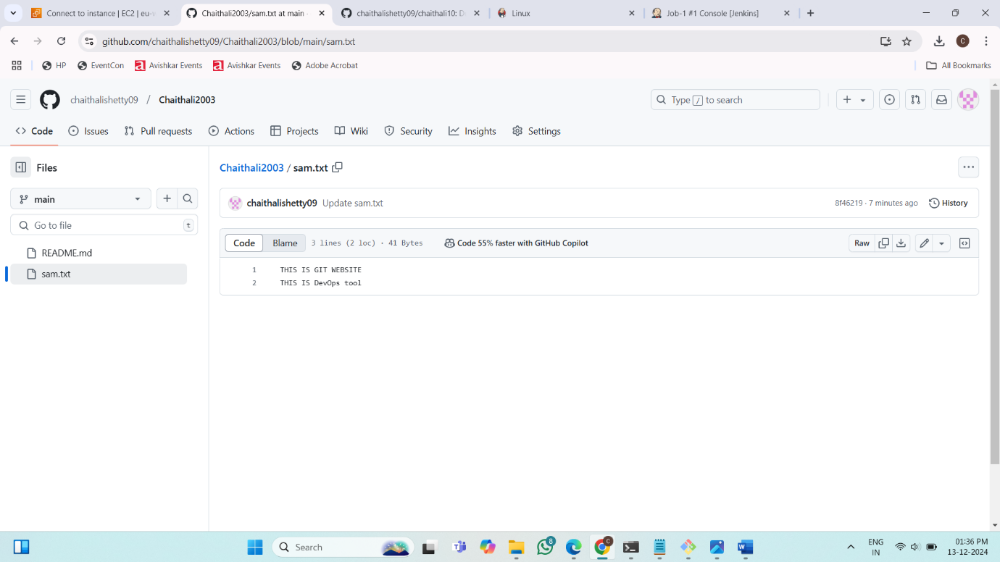 Connect to instance | EC2 | eu-w
Chaithali2003/sam.txt at main ·
chaithalishetty09/chaithali10: D
Linux
Job-1 #1 Console [Jenkins]
github.com/chaithalishetty09/Chaithali2003/blob/main/sam.txt
C
HP
EventCon
Avishkar Events
Avishkar Events
Adobe Acrobat
All Bookmarks
chaithalishetty09 / Chaithali2003
Type / to search
Code
Issues
Pull requests
Actions
Projects
Wiki
Security
Insights
Settings
Files
Chaithali2003 / sam.txt
main
chaithalishetty09 Update sam.txt
8f46219 · 7 minutes ago
History
Go to file
t
Code
Blame
3 lines (2 loc) · 41 Bytes
Code 55% faster with GitHub Copilot
Raw
README.md
sam.txt
1 THIS IS GIT WEBSITE
2 THIS IS DevOps tool
Search
8
C
ENG
IN
01:36 PM
13-12-2024